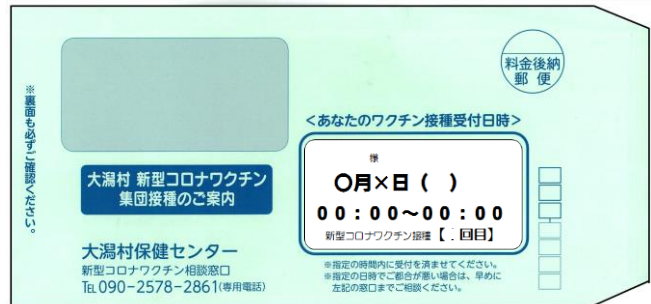 料金後納
郵便
※裏面も必ずご確認ください。
<あなたのワクチン接種受付日時>
様
〇月×日( )
00:00~00:00
新型コロナワクチン接種【 . 回目】
※指定の時間内に受付を済ませてください。
※指定の日時でご都合が悪い場合は、早めに
左記の窓口までご相談ください。
大潟村 新型コロナワクチン
集団接種のご案内
大潟村保健センター
新型コロナワクチン相談窓口
TEL 090-2578-2861(専用電話)